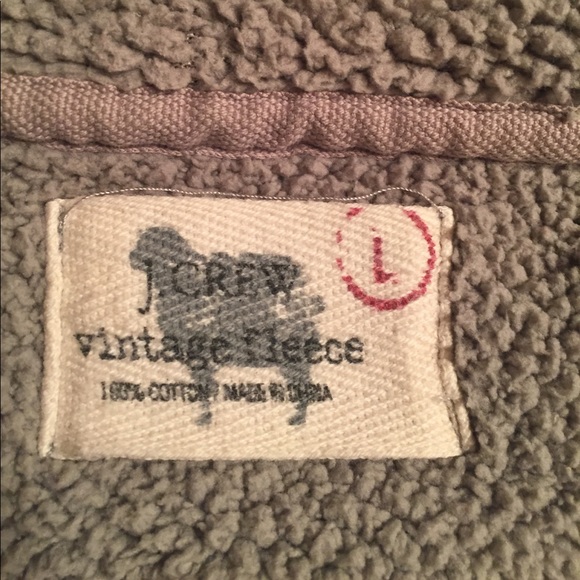 L
J.CREW
vintage fleece
100% COTTON / MADE IN CHINA